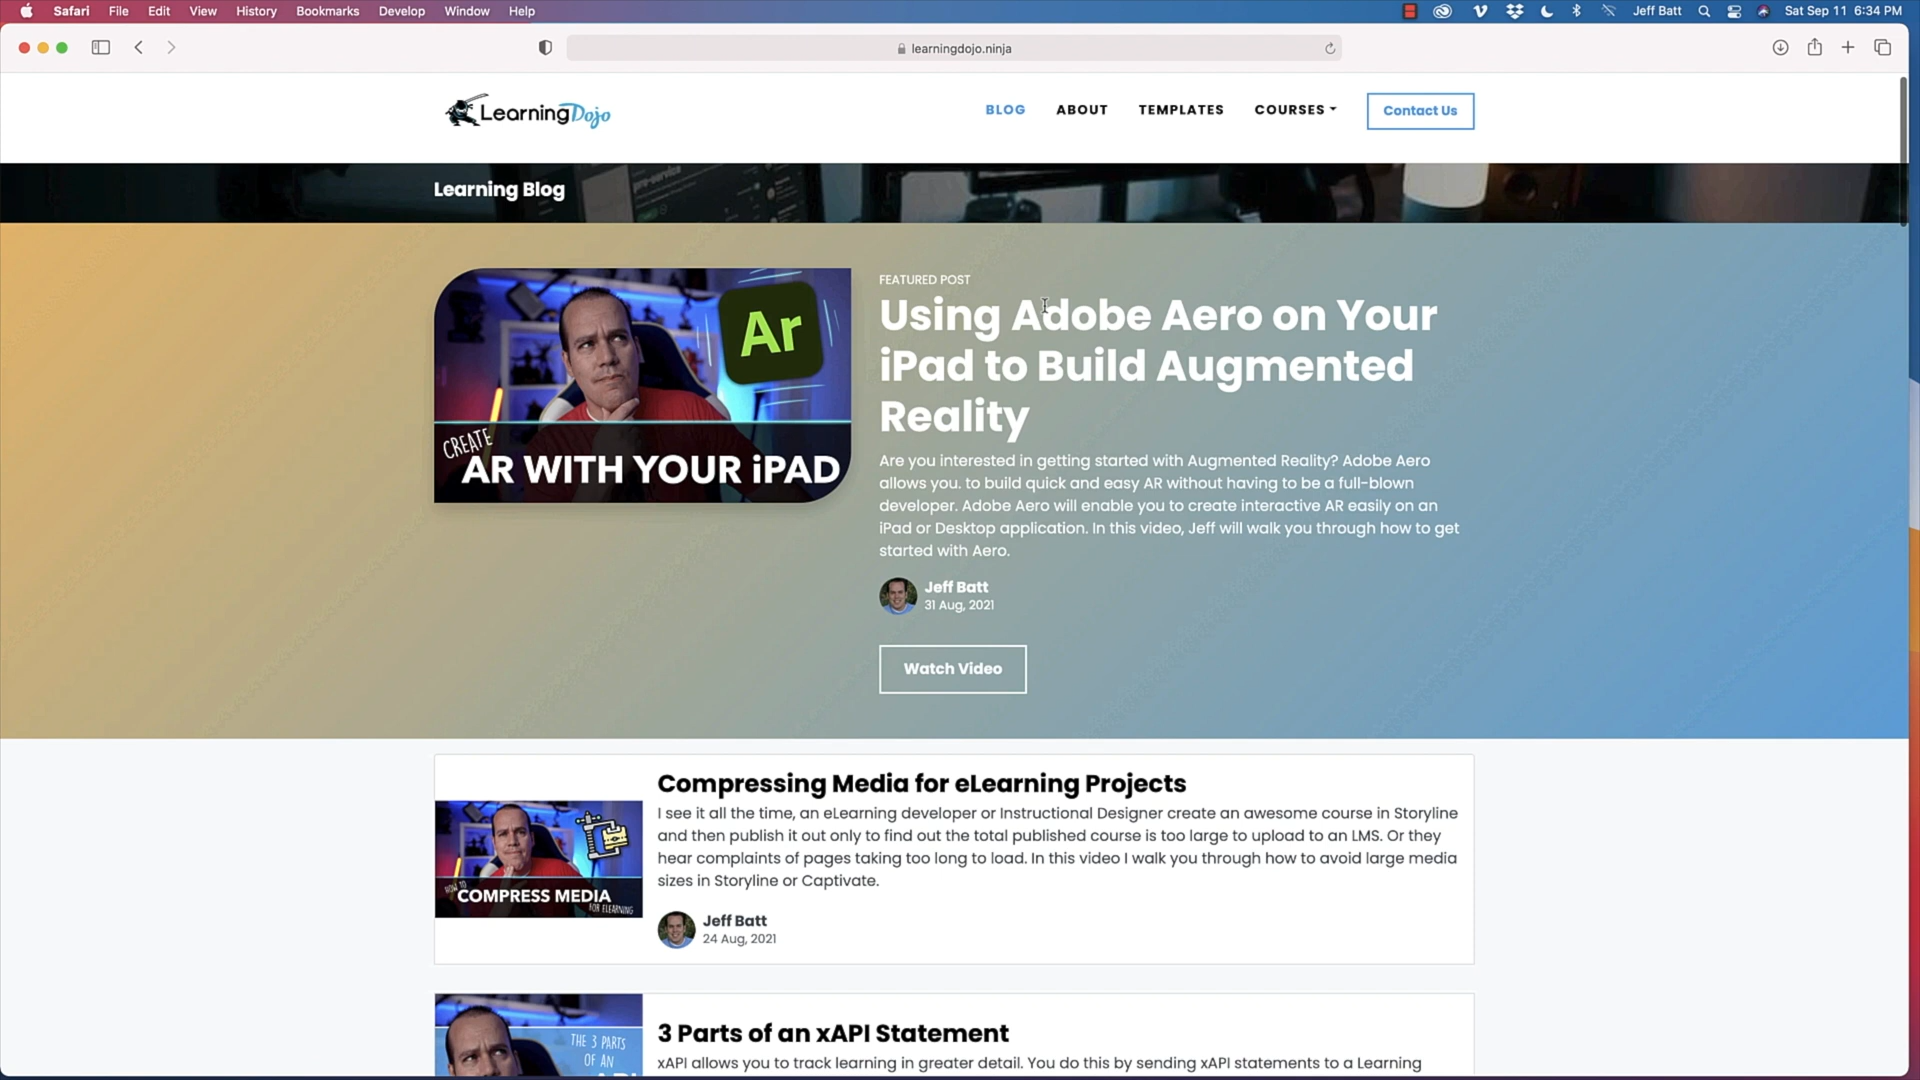 Safari File Edit View History Bookmarks Develop Window Help Jeff Batt Sat Sep 11 6:34 PM
learningdojo.ninja
LearningDojo BLOG ABOUT TEMPLATES COURSES Contact Us
Learning Blog
FEATURED POST
Using Adobe Aero on Your
iPad to Build Augmented
Reality
Ar
CREATE
AR WITH YOUR iPAD
Are you interested in getting started with Augmented Reality? Adobe Aero
allows you. to build quick and easy AR without having to be a full-blown
developer. Adobe Aero will enable you to create interactive AR easily on an
iPad or Desktop application. In this video, Jeff will walk you through how to get
started with Aero.
Jeff Batt
31 Aug, 2021
Watch Video
Compressing Media for eLearning Projects
I see it all the time, an eLearning developer or Instructional Designer create an awesome course in Storyline
and then publish it out only to find out the total published course is too large to upload to an LMS. Or they
hear complaints of pages taking too long to load. In this video I walk you through how to avoid large media
sizes in Storyline or Captivate.
HOW TO
COMPRESS MEDIA
FOR ELEARNING
Jeff Batt
24 Aug, 2021
3 Parts of an xAPI Statement
THE 3 PARTS
OF AN
xAPI allows you to track learning in greater detail. You do this by sending xAPI statements to a Learning